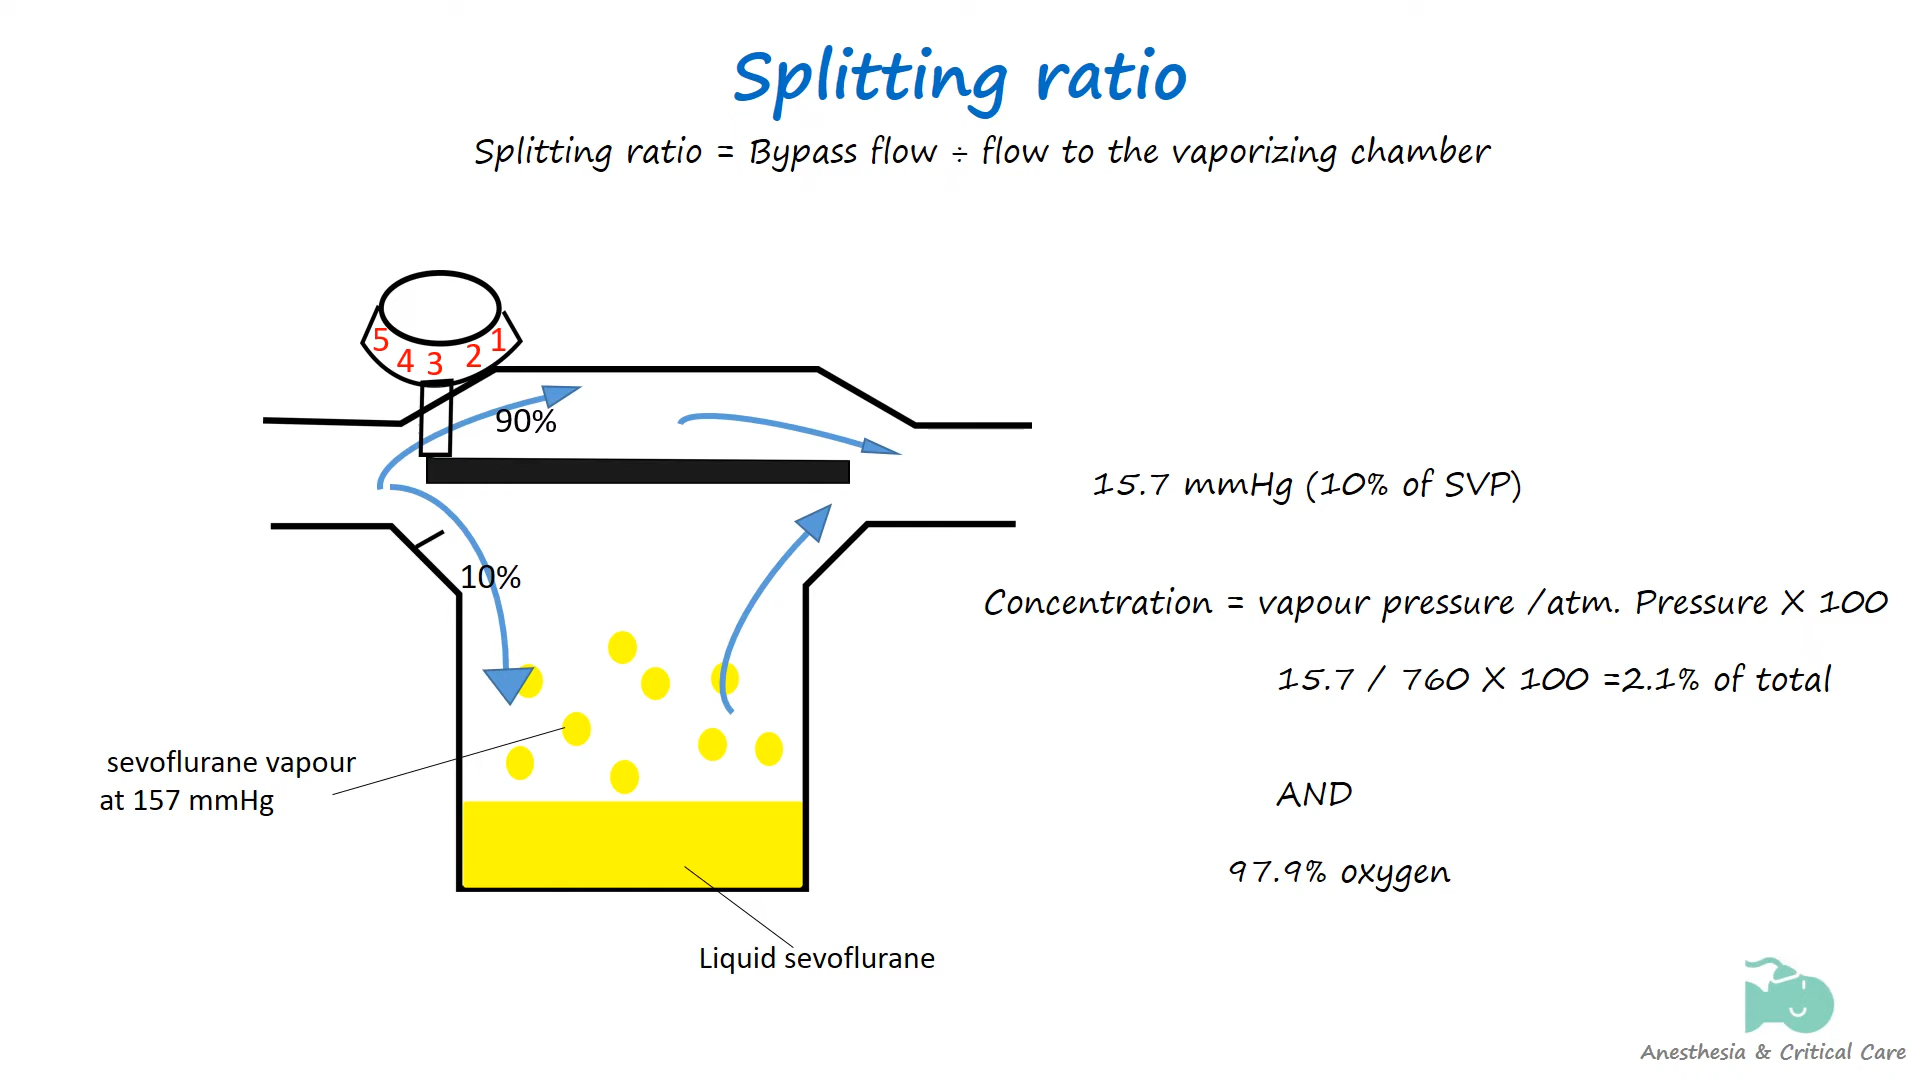 Splitting ratio
Splitting ratio = Bypass flow ÷ flow to the vaporizing chamber
5 4 3 2 1
90%
10%
15.7 mmHg (10% of SVP)
Concentration = vapour pressure /atm. Pressure X 100
15.7 / 760 X 100 =2.1% of total
AND
97.9% oxygen
sevoflurane vapour
at 157 mmHg
Liquid sevoflurane
Anesthesia & Critical Care